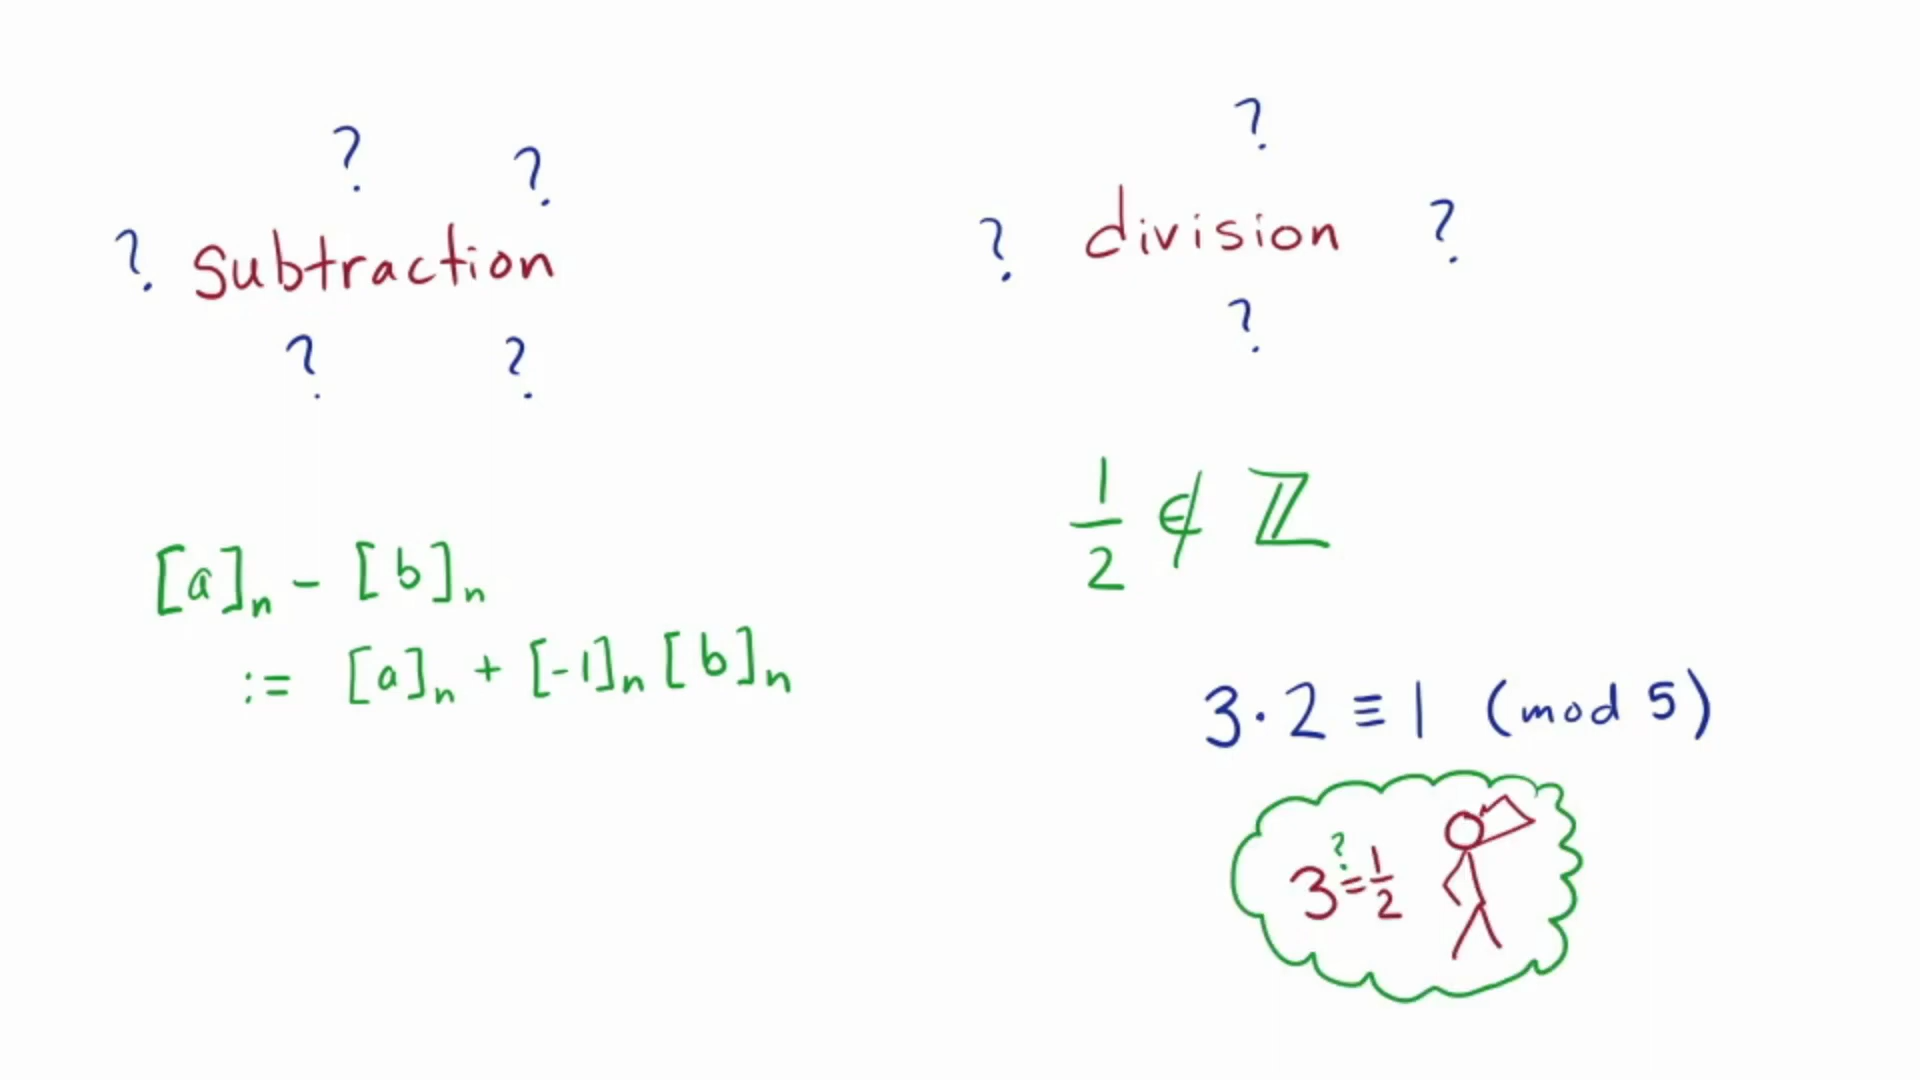 ? ?
? subtraction
? ?
[a]ₙ - [b]ₙ
:= [a]ₙ + [-1]ₙ [b]ₙ
?
? division ?
?
1/2 ∉ ℤ
3·2 ≡ 1 (mod 5)
?
3 = 1/2